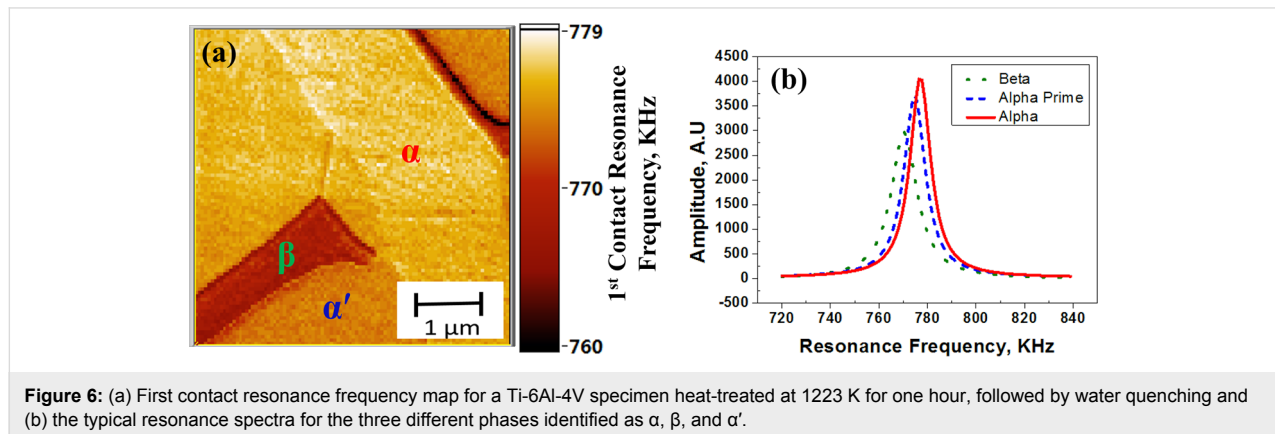 (a)
α
β
α′
1 µm
779
770
760
1st Contact Resonance
Frequency, KHz
(b)
Beta
Alpha Prime
Alpha
4500
4000
3500
3000
2500
2000
1500
1000
500
0
-500
Amplitude, A.U
720 740 760 780 800 820 840
Resonance Frequency, KHz
Figure 6: (a) First contact resonance frequency map for a Ti-6Al-4V specimen heat-treated at 1223 K for one hour, followed by water quenching and
(b) the typical resonance spectra for the three different phases identified as α, β, and α′.